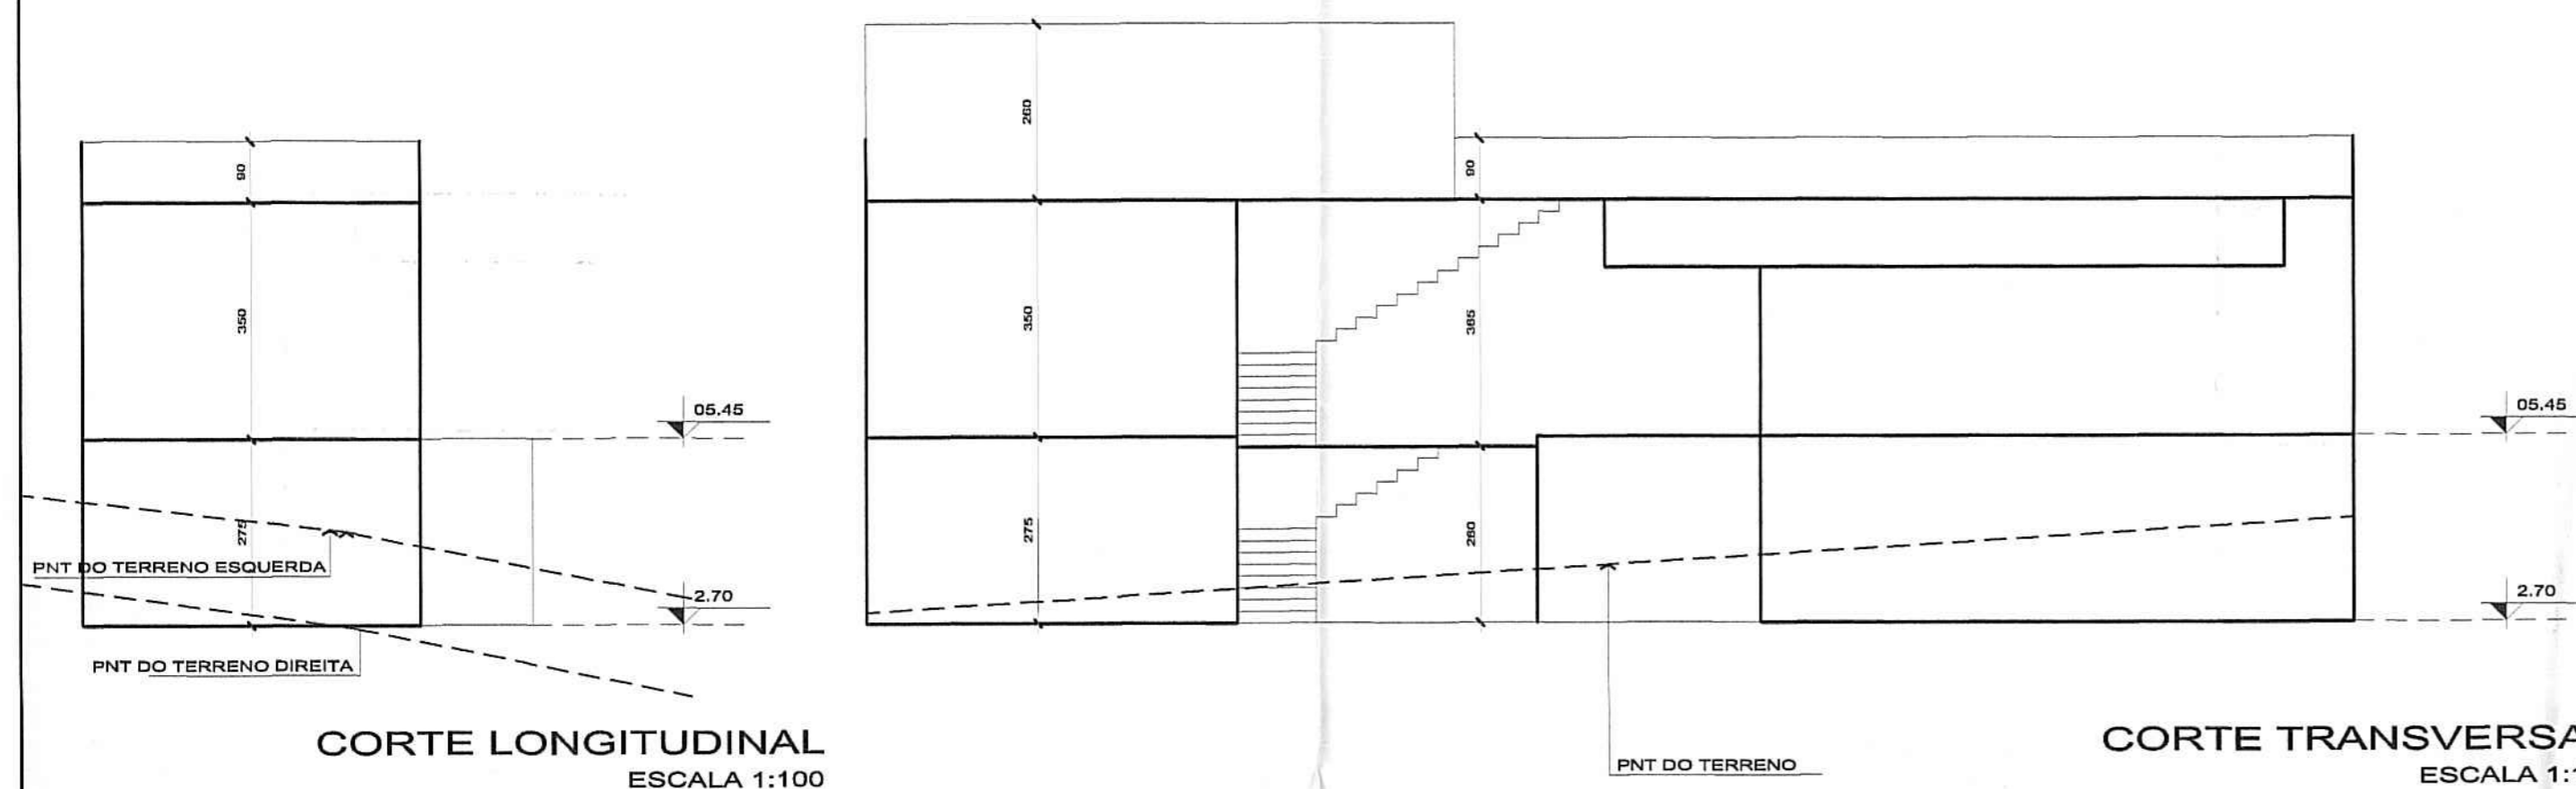 90
350
275
05.45
2.70
PNT DO TERRENO ESQUERDA
PNT DO TERRENO DIREITA
CORTE LONGITUDINAL
ESCALA 1:100
260
350
275
90
365
260
05.45
2.70
PNT DO TERRENO
CORTE TRANSVERSA
ESCALA 1:1